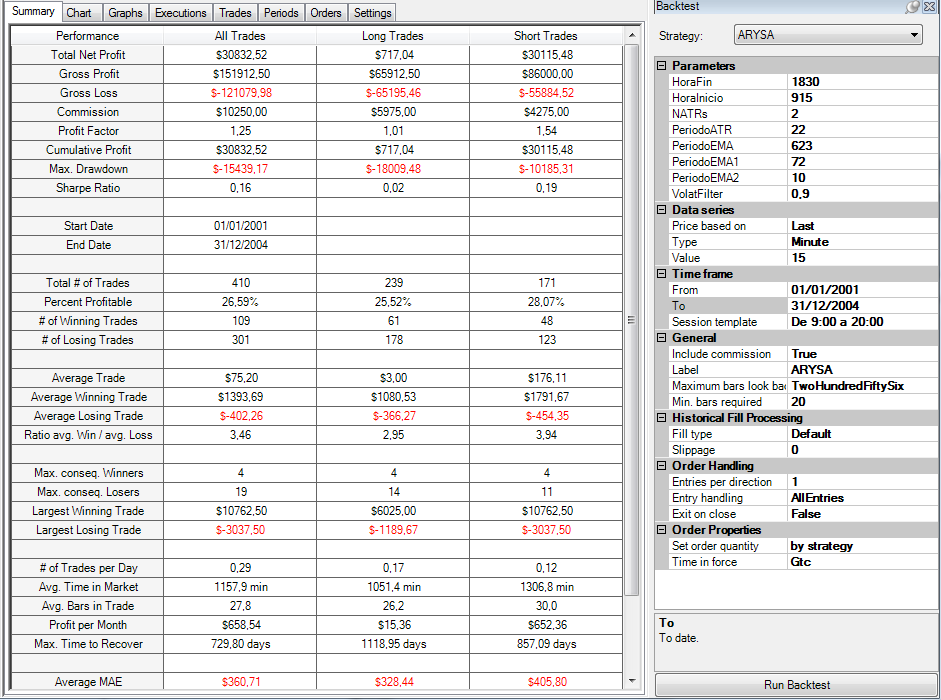 Summary Chart Graphs Executions Trades Periods Orders Settings
Performance All Trades Long Trades Short Trades
Total Net Profit $30832,52 $717,04 $30115,48
Gross Profit $151912,50 $65912,50 $86000,00
Gross Loss $-121079,98 $-65195,46 $-55884,52
Commission $10250,00 $5975,00 $4275,00
Profit Factor 1,25 1,01 1,54
Cumulative Profit $30832,52 $717,04 $30115,48
Max. Drawdown $-15439,17 $-18009,48 $-10185,31
Sharpe Ratio 0,16 0,02 0,19
Start Date 01/01/2001
End Date 31/12/2004
Total # of Trades 410 239 171
Percent Profitable 26,59% 25,52% 28,07%
# of Winning Trades 109 61 48
# of Losing Trades 301 178 123
Average Trade $75,20 $3,00 $176,11
Average Winning Trade $1393,69 $1080,53 $1791,67
Average Losing Trade $-402,26 $-366,27 $-454,35
Ratio avg. Win / avg. Loss 3,46 2,95 3,94
Max. conseq. Winners 4 4 4
Max. conseq. Losers 19 14 11
Largest Winning Trade $10762,50 $6025,00 $10762,50
Largest Losing Trade $-3037,50 $-1189,67 $-3037,50
# of Trades per Day 0,29 0,17 0,12
Avg. Time in Market 1157,9 min 1051,4 min 1306,8 min
Avg. Bars in Trade 27,8 26,2 30,0
Profit per Month $658,54 $15,36 $652,36
Max. Time to Recover 729,80 days 1118,95 days 857,09 days
Average MAE $360,71 $328,44 $405,80
Backtest
Strategy: ARYSA
Parameters
HoraFin 1830
HoraInicio 915
NATRs 2
PeriodoATR 22
PeriodoEMA 623
PeriodoEMA1 72
PeriodoEMA2 10
VolatFilter 0,9
Data series
Price based on Last
Type Minute
Value 15
Time frame
From 01/01/2001
To 31/12/2004
Session template De 9:00 a 20:00
General
Include commission True
Label ARYSA
Maximum bars look bac TwoHundredFiftySix
Min. bars required 20
Historical Fill Processing
Fill type Default
Slippage 0
Order Handling
Entries per direction 1
Entry handling AllEntries
Exit on close False
Order Properties
Set order quantity by strategy
Time in force Gtc
To
To date.
Run Backtest